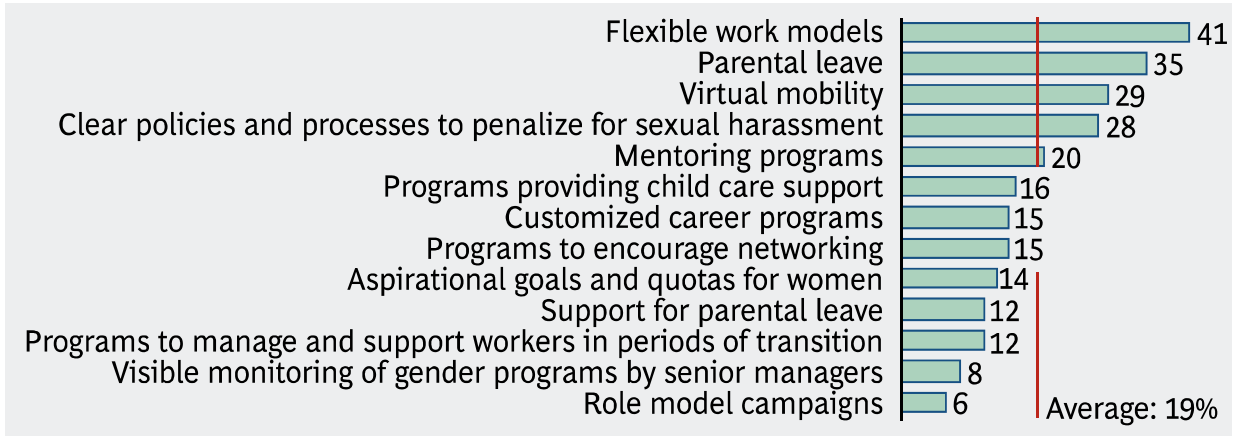 Flexible work models 41
Parental leave 35
Virtual mobility 29
Clear policies and processes to penalize for sexual harassment 28
Mentoring programs 20
Programs providing child care support 16
Customized career programs 15
Programs to encourage networking 15
Aspirational goals and quotas for women 14
Support for parental leave 12
Programs to manage and support workers in periods of transition 12
Visible monitoring of gender programs by senior managers 8
Role model campaigns 6
Average: 19%